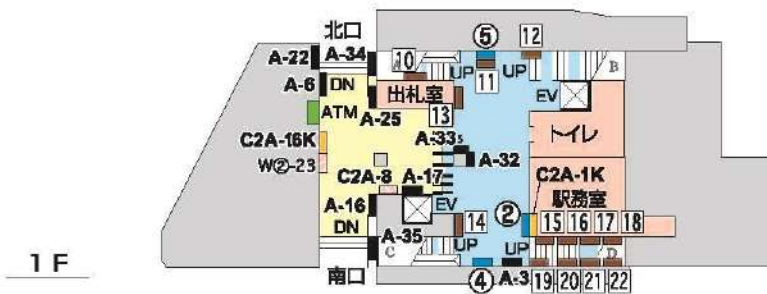 北口
A-22
A-34
10
⑤
12
A
UP
UP
B
A-6
DN
11
出札室
EV
ATM
A-25
13
トイレ
C2A-16K
A-33s
A-32
W②-23
C2A-8
A-17
C2A-1K
駅務室
EV
A-16
14
②
15
16
17
18
DN
A-35
UP
UP
C
D
1 F
南口
④
A-3
19
20
21
22